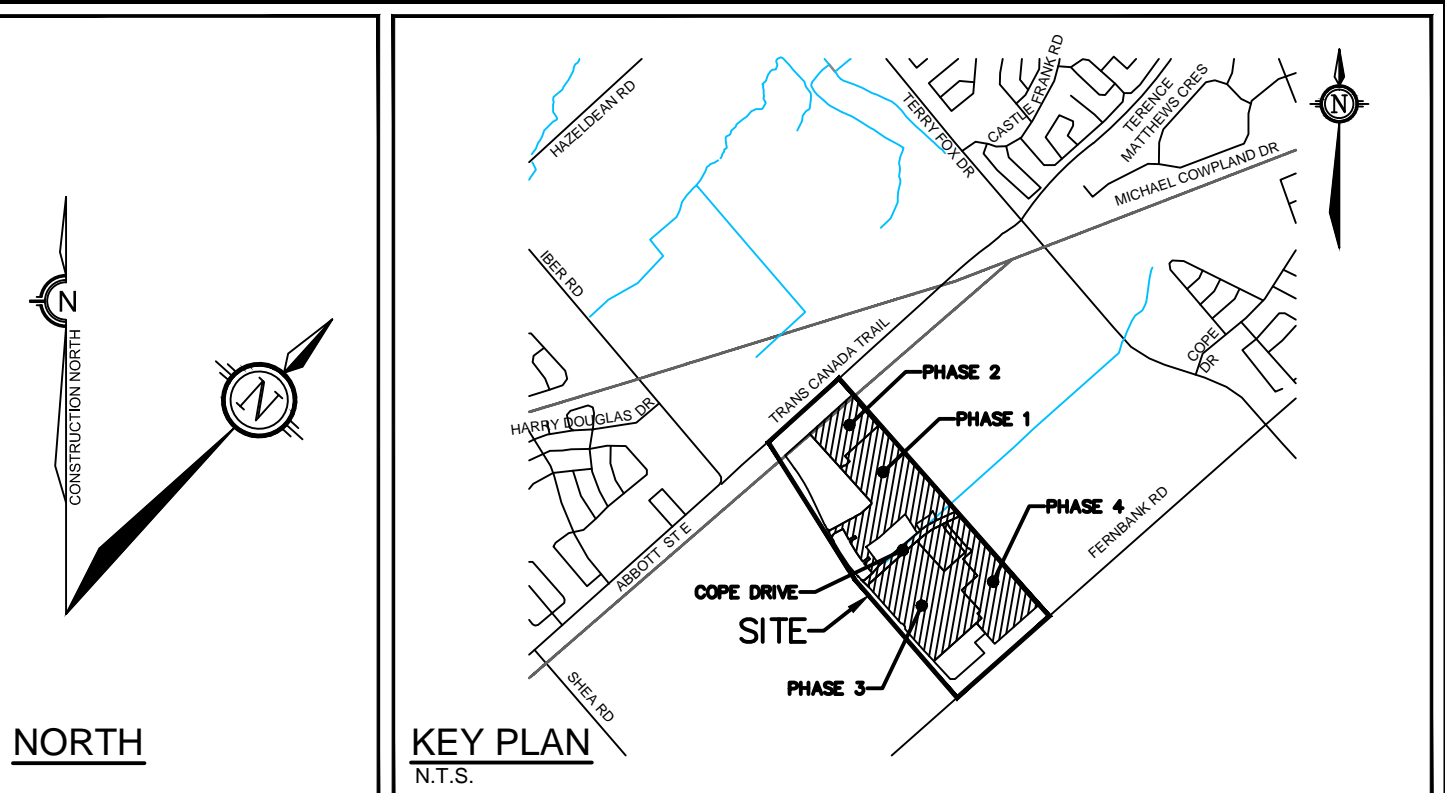 N
CONSTRUCTION NORTH
N
NORTH
HAZELDEAN RD
TERRY FOX DR
CASTLE FRANK RD
TERENCE
MATTHEWS CRES
MICHAEL COWPLAND DR
N
IBER RD
TRANS CANADA TRAIL
COPE
DR
HARRY DOUGLAS DR
PHASE 2
PHASE 1
PHASE 4
FERNBANK RD
ABBOTT ST E
COPE DRIVE
SITE
PHASE 3
SHEA RD
KEY PLAN
N.T.S.